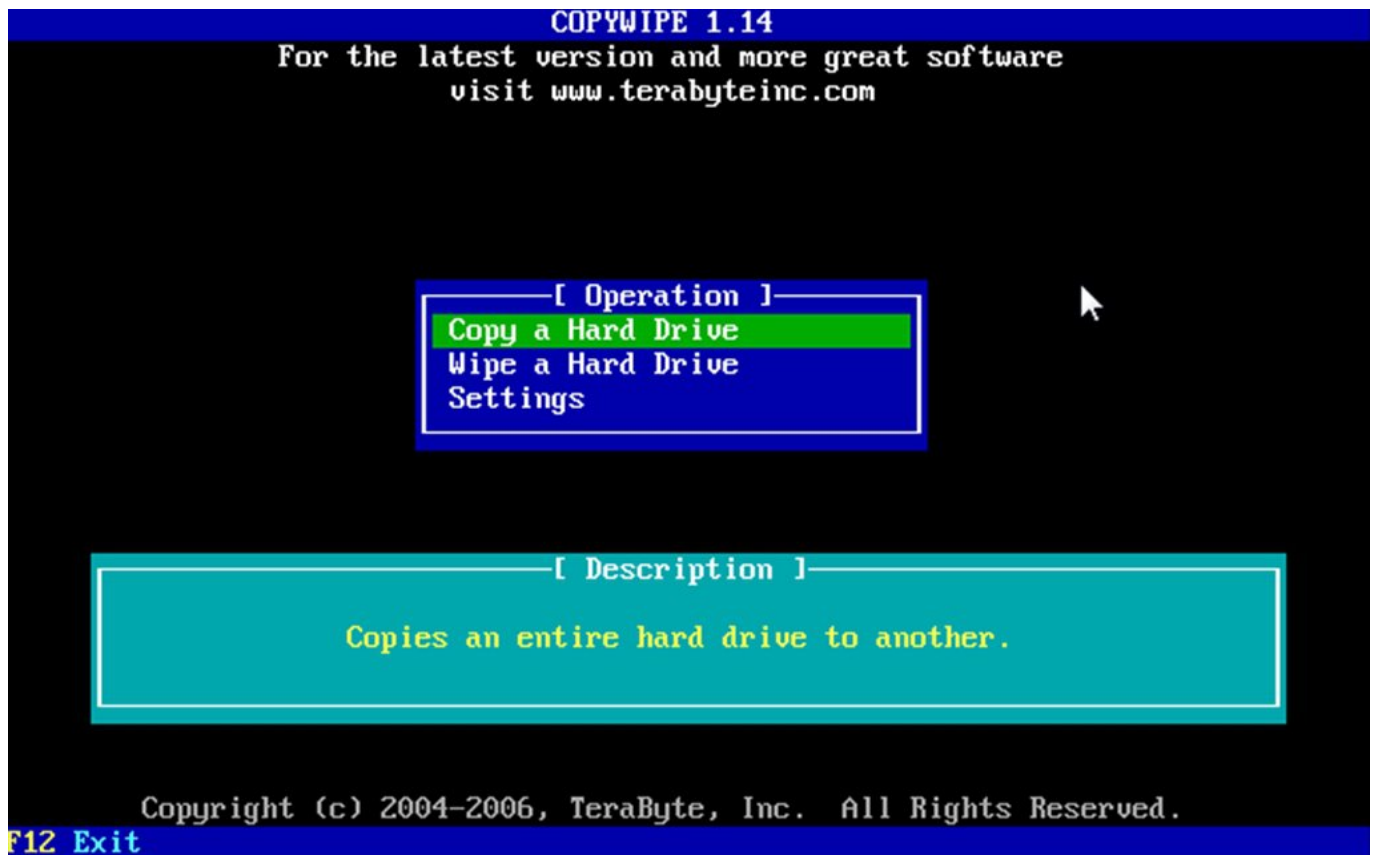 COPYWIPE 1.14
For the latest version and more great software
visit www.terabyteinc.com
[ Operation ]
Copy a Hard Drive
Wipe a Hard Drive
Settings
[ Description ]
Copies an entire hard drive to another.
Copyright (c) 2004-2006, TeraByte, Inc.  All Rights Reserved.
F12 Exit